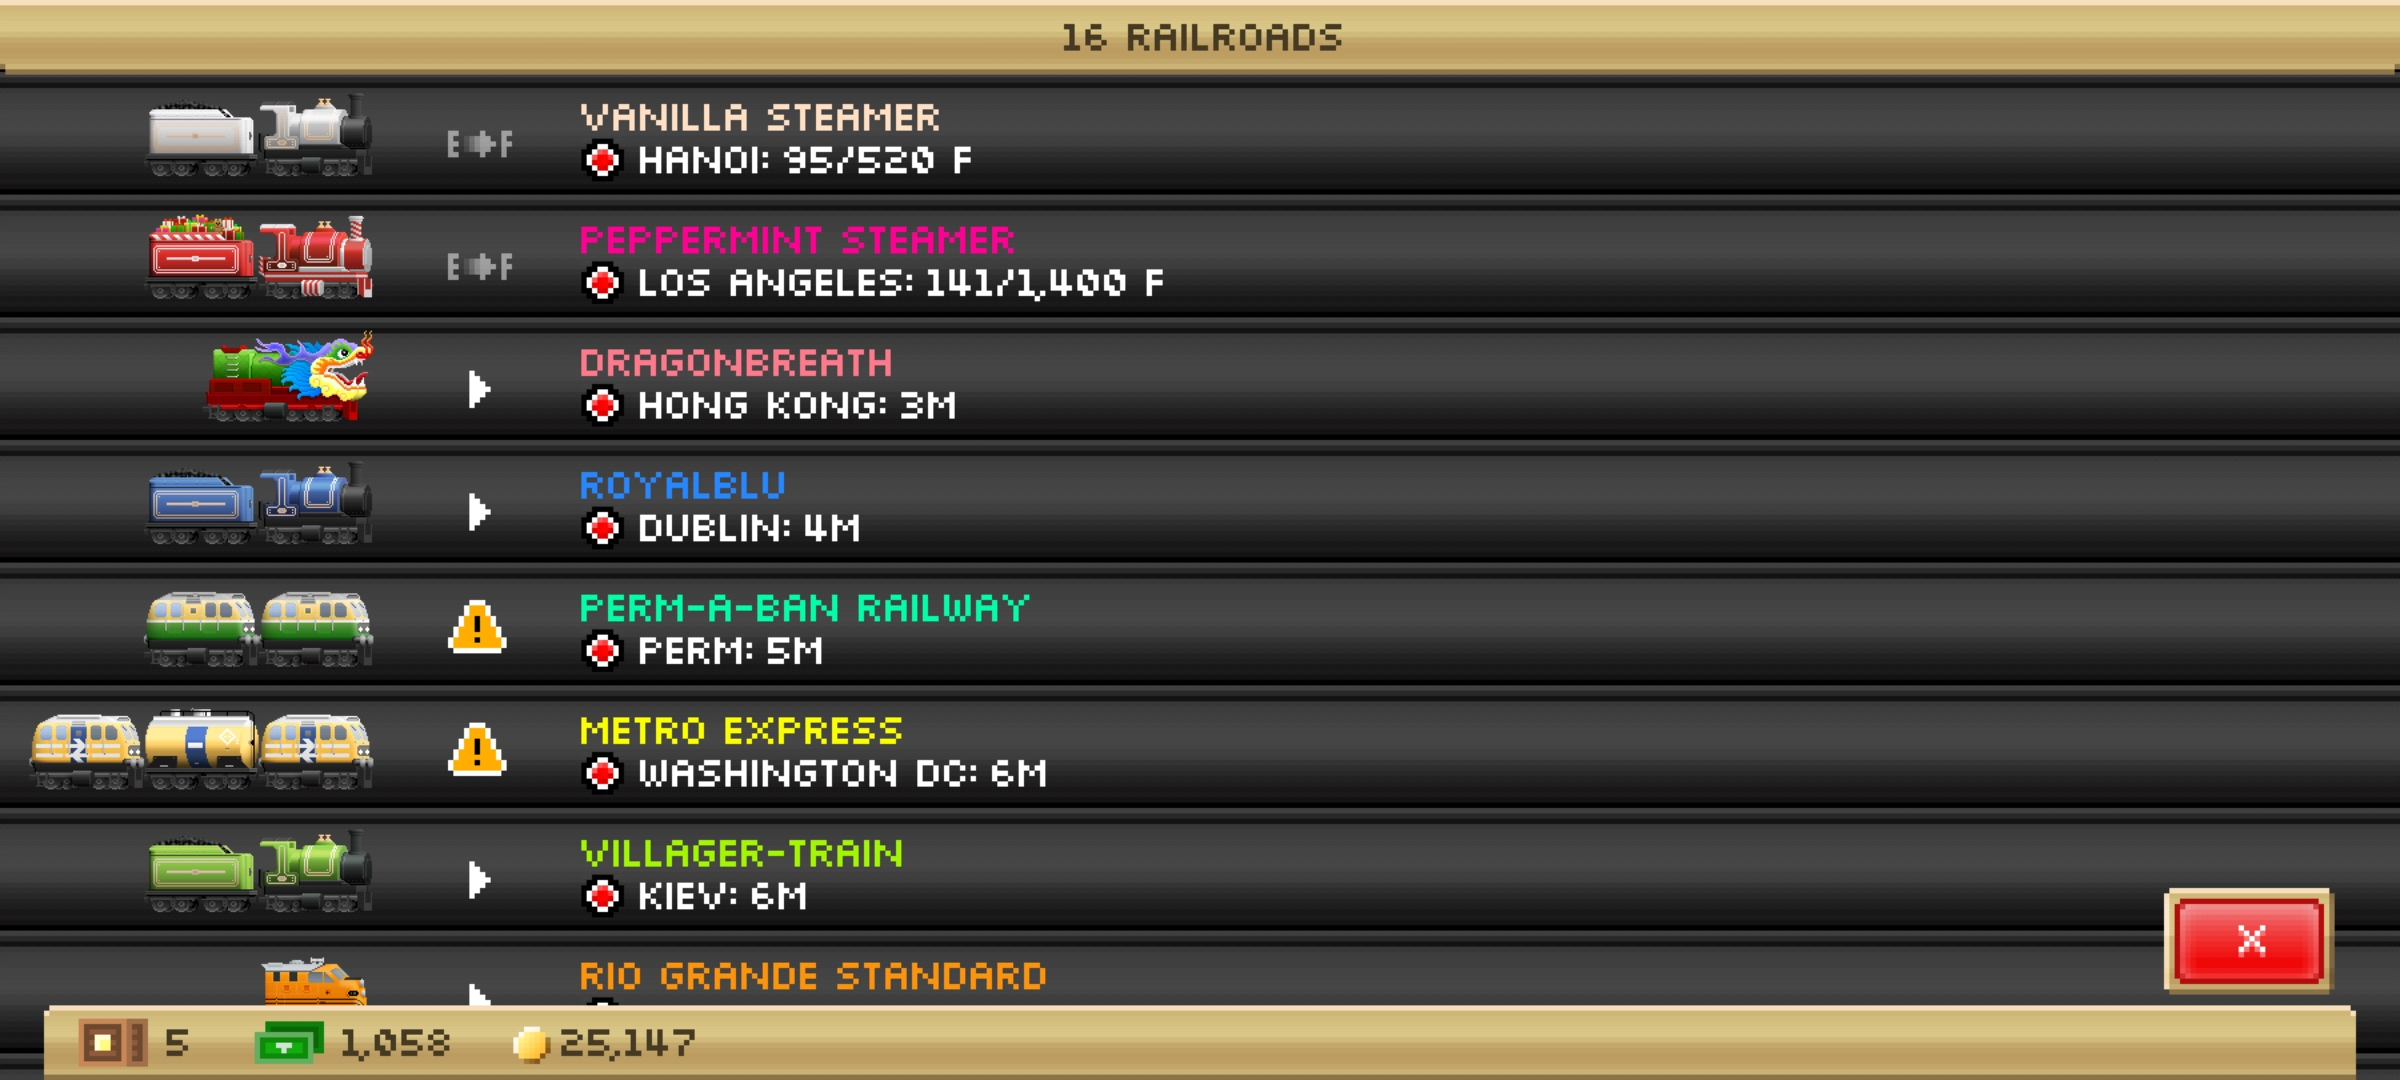 16 RAILROADS
VANILLA STEAMER
E F
HANOI: 95/520 F
PEPPERMINT STEAMER
E F
LOS ANGELES: 141/1,400 F
DRAGONBREATH
HONG KONG: 3M
ROYALBLU
DUBLIN: 4M
PERM-A-BAN RAILWAY
PERM: 5M
METRO EXPRESS
WASHINGTON DC: 6M
VILLAGER-TRAIN
KIEV: 6M
RIO GRANDE STANDARD
5 1,058 25,147